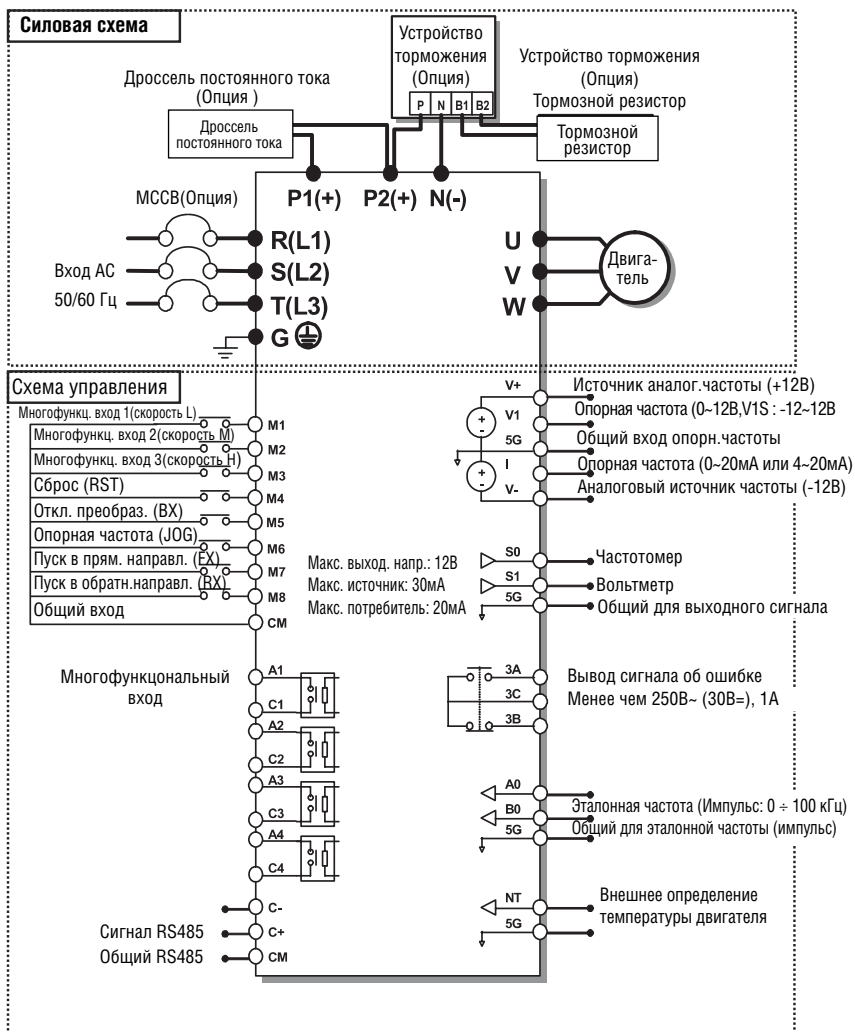 Силовая схема
Устройство
торможения
(Опция)
P N B1 B2
Устройство торможения
(Опция)
Тормозной резистор
Тормозной
резистор
Дроссель постоянного тока
(Опция )
Дроссель
постоянного тока
MCCB(Опция)
P1(+) P2(+) N(-)
R(L1)
S(L2)
T(L3)
G
Вход AC
50/60 Гц
U
V
W
Двига-
тель
Схема управления
Многофункц. вход 1(скорость L)
M1
Многофункц. вход 2(скорость M)
M2
Многофункц. вход 3(скорость H)
M3
Сброс (RST)
M4
Откл. преобраз. (BX)
M5
Опорная частота (JOG)
M6
Пуск в прям. направл. (FX)
M7
Пуск в обратн.направл. (RX)
M8
Общий вход
CM
V+
Источник аналог.частоты (+12В)
V1
Опорная частота (0~12В,V1S : -12~12В
5G
Общий вход опорн.частоты
I
Опорная частота (0~20мА или 4~20мА)
V-
Аналоговый источник частоты (-12В)
Макс. выход. напр.: 12В
Макс. источник: 30мА
Макс. потребитель: 20мА
S0
Частотомер
S1
Вольтметр
5G
Общий для выходного сигнала
Многофункцональный
вход
A1
C1
A2
C2
A3
C3
A4
C4
3A
3C
3B
Вывод сигнала об ошибке
Менее чем 250В~ (30В=), 1А
A0
B0
5G
Эталонная частота (Импульс: 0 ÷ 100 кГц)
Общий для эталонной частоты (импульс)
NT
5G
Внешнее определение
температуры двигателя
C-
C+
CM
Сигнал RS485
Общий RS485